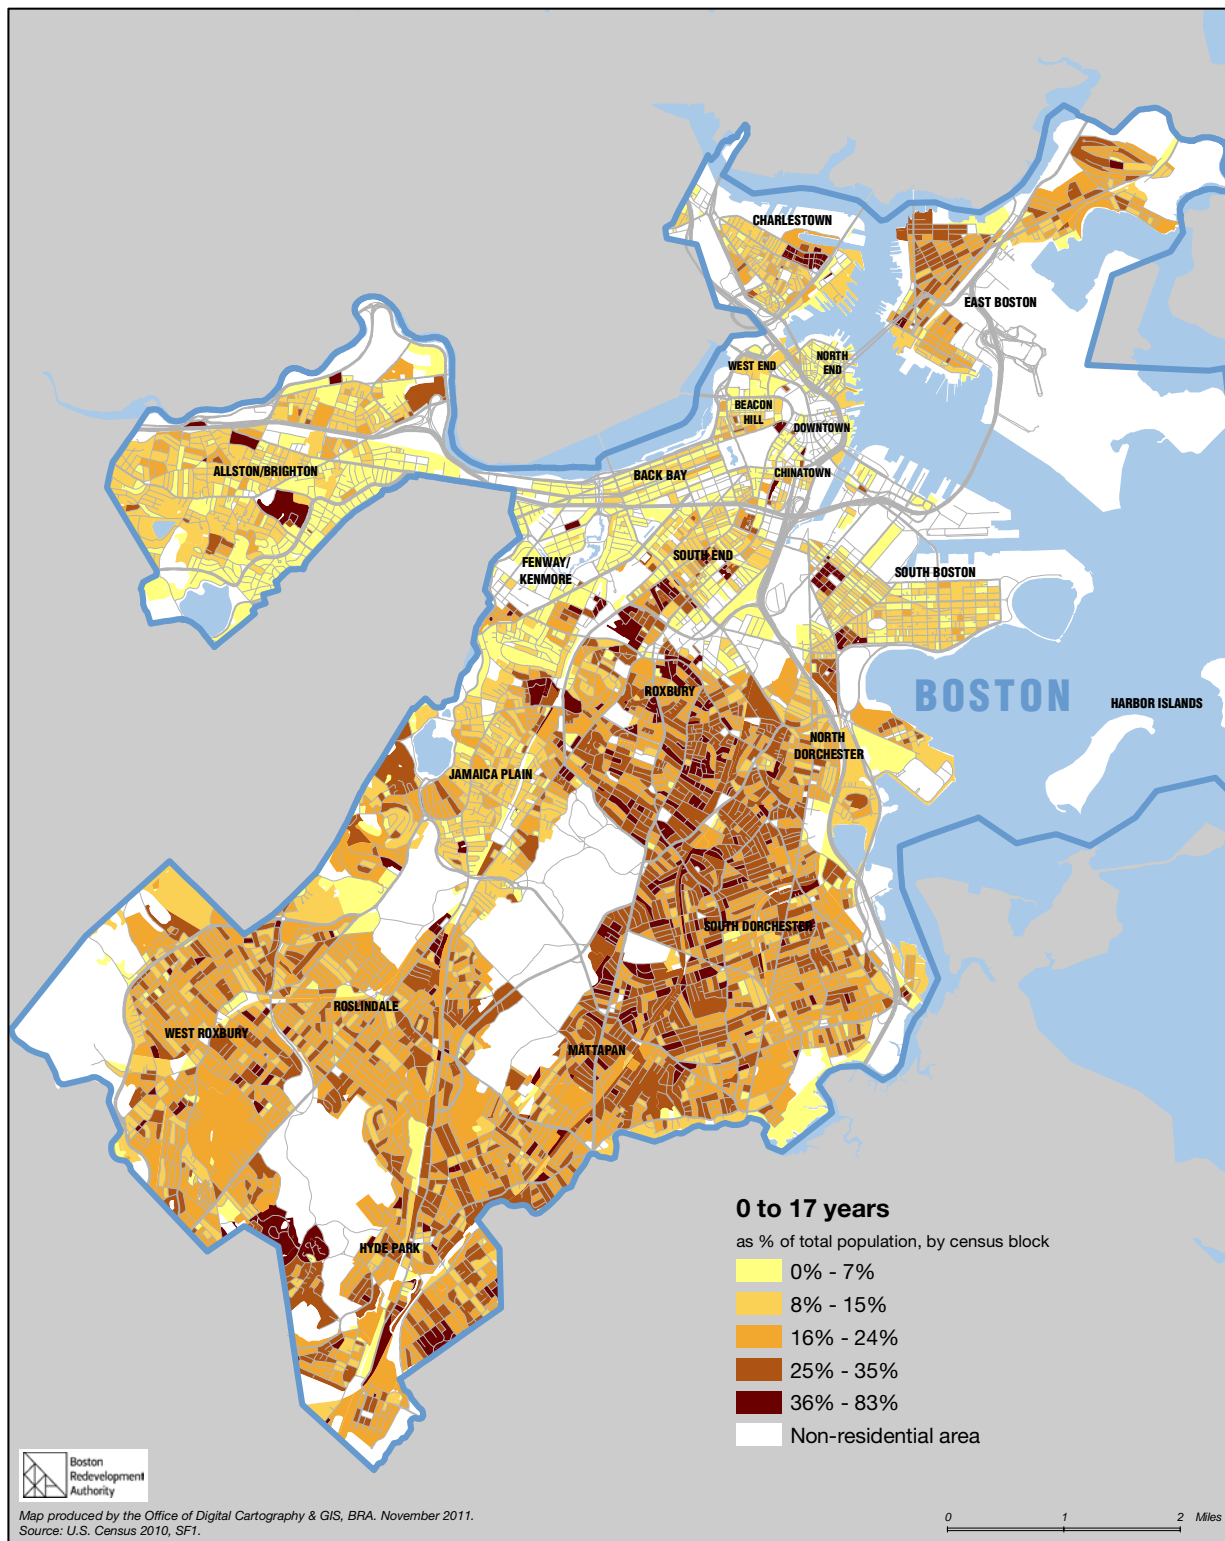 CHARLESTOWN
EAST BOSTON
WEST END
NORTH
END
BEACON
HILL
DOWNTOWN
ALLSTON/BRIGHTON
BACK BAY
CHINATOWN
SOUTH END
FENWAY/
KENMORE
SOUTH BOSTON
ROXBURY
BOSTON
HARBOR ISLANDS
NORTH
DORCHESTER
JAMAICA PLAIN
SOUTH DORCHESTER
ROSLINDALE
WEST ROXBURY
MATTAPAN
HYDE PARK
0 to 17 years
as % of total population, by census block
0% - 7%
8% - 15%
16% - 24%
25% - 35%
36% - 83%
Non-residential area
Boston
Redevelopment
Authority
Map produced by the Office of Digital Cartography & GIS, BRA. November 2011.
Source: U.S. Census 2010, SF1.
0 1 2 Miles